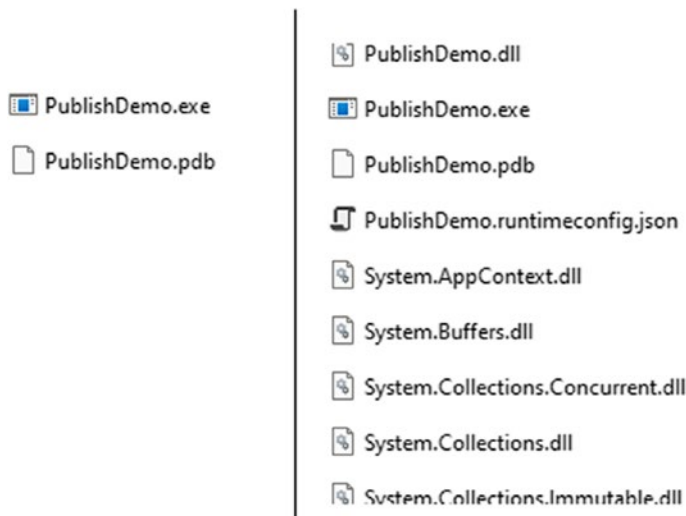 PublishDemo.exe
PublishDemo.pdb
PublishDemo.dll
PublishDemo.exe
PublishDemo.pdb
PublishDemo.runtimeconfig.json
System.AppContext.dll
System.Buffers.dll
System.Collections.Concurrent.dll
System.Collections.dll
System.Collections.Immutable.dll